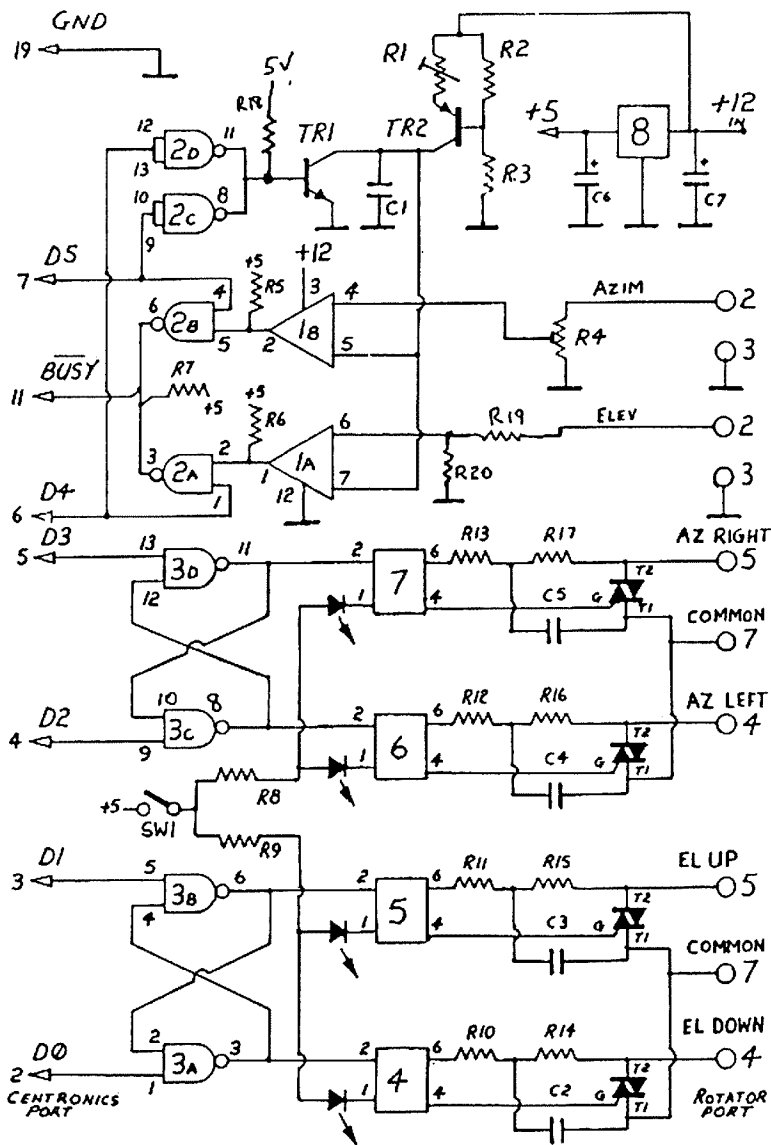 GND
19
5V
R18
R1
R2
+12
IN
+5
8
12
11
2D
13
TR1
TR2
R3
C6
C7
C1
10
8
2C
9
D5
7
+5
+12
R5
3
4
AZIM
2
6
4
2B
5
2
1B
5
R4
3
BUSY
11
R7
+5
+5
R6
6
R19
ELEV
2
3
2
2A
1
1
1A
7
12
R20
3
D4
6
D3
5
13
11
3D
12
2
6
7
1
4
R13
R17
AZ RIGHT
5
C5
G
T2
T1
COMMON
7
10
8
3C
9
D2
4
2
6
6
1
4
R12
R16
AZ LEFT
4
C4
G
T2
T1
R8
+5
SW1
R9
D1
3
5
6
3B
4
2
6
5
1
4
R11
R15
EL UP
5
C3
G
T2
T1
COMMON
7
D0
2
2
3
3A
1
2
6
4
1
4
R10
R14
EL DOWN
4
C2
G
T2
T1
CENTRONICS
PORT
ROTATOR
PORT